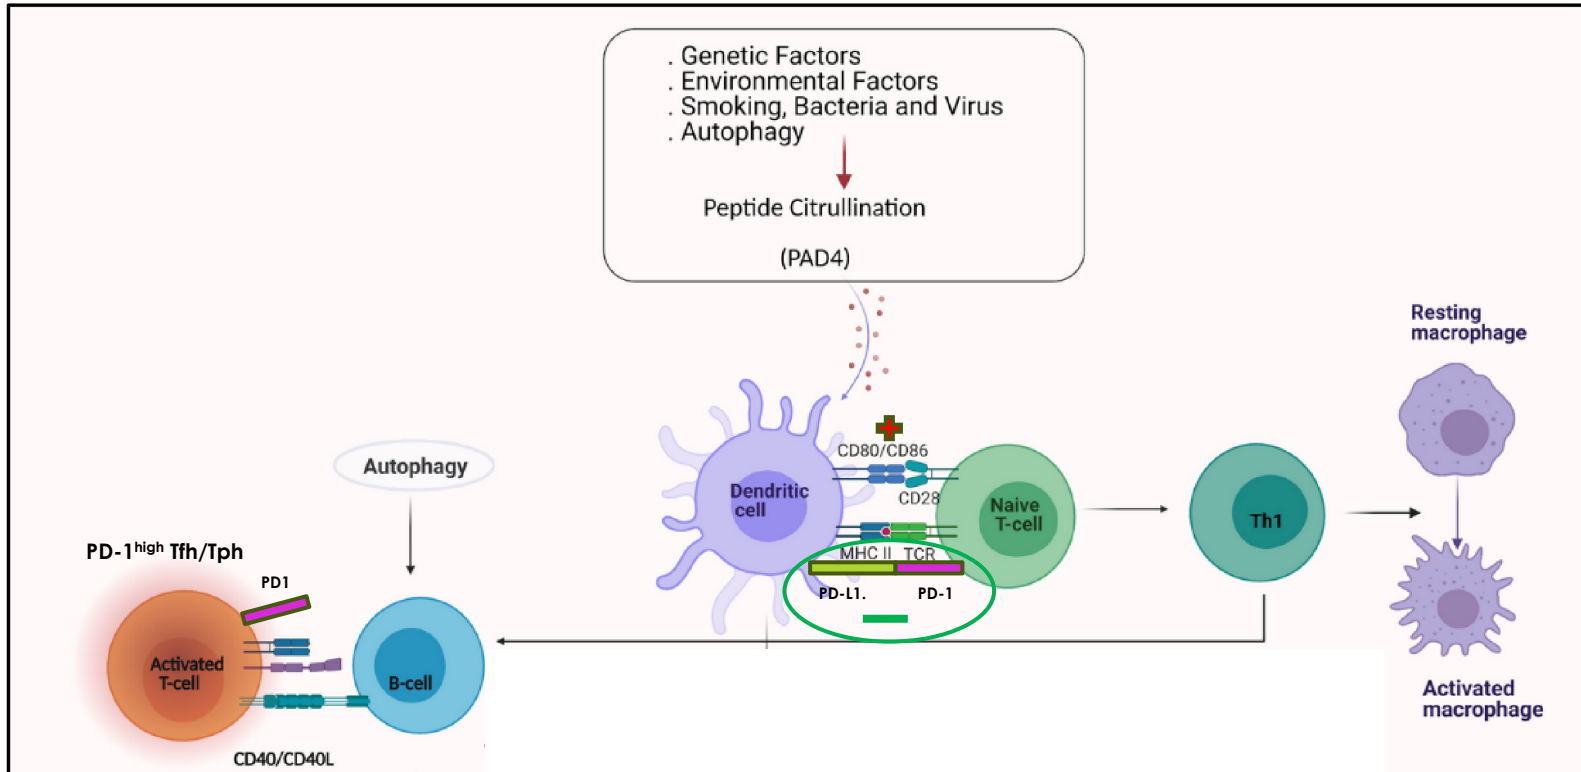 . Genetic Factors
. Environmental Factors
. Smoking, Bacteria and Virus
. Autophagy
Peptide Citrullination
(PAD4)
Resting
macrophage
CD80/CD86
CD28
Dendritic
cell
Naive
T-cell
Th1
MHC II
TCR
PD-L1.
PD-1
Autophagy
PD-1high Tfh/Tph
PD1
Activated
T-cell
B-cell
CD40/CD40L
Activated
macrophage